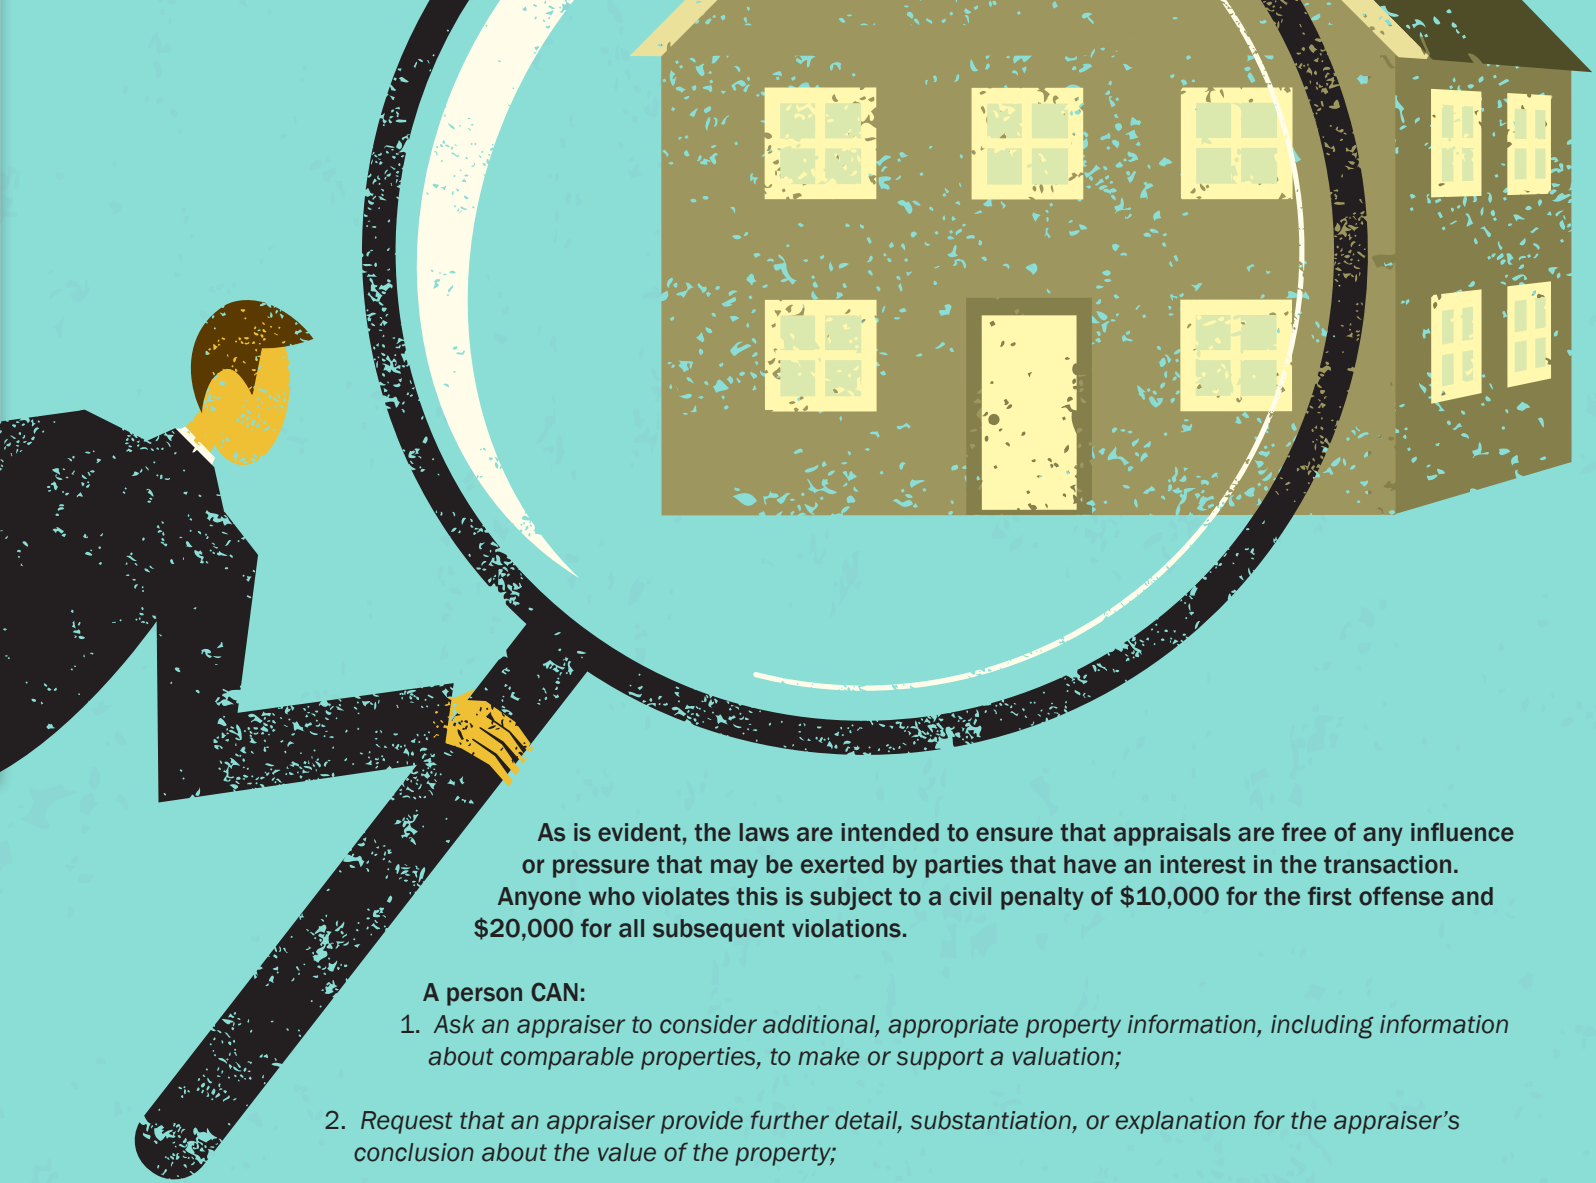 As is evident, the laws are intended to ensure that appraisals are free of any influence
or pressure that may be exerted by parties that have an interest in the transaction.
Anyone who violates this is subject to a civil penalty of $10,000 for the first offense and
$20,000 for all subsequent violations.
A person CAN:
1. Ask an appraiser to consider additional, appropriate property information, including information
about comparable properties, to make or support a valuation;
2. Request that an appraiser provide further detail, substantiation, or explanation for the appraiser’s
conclusion about the value of the property;